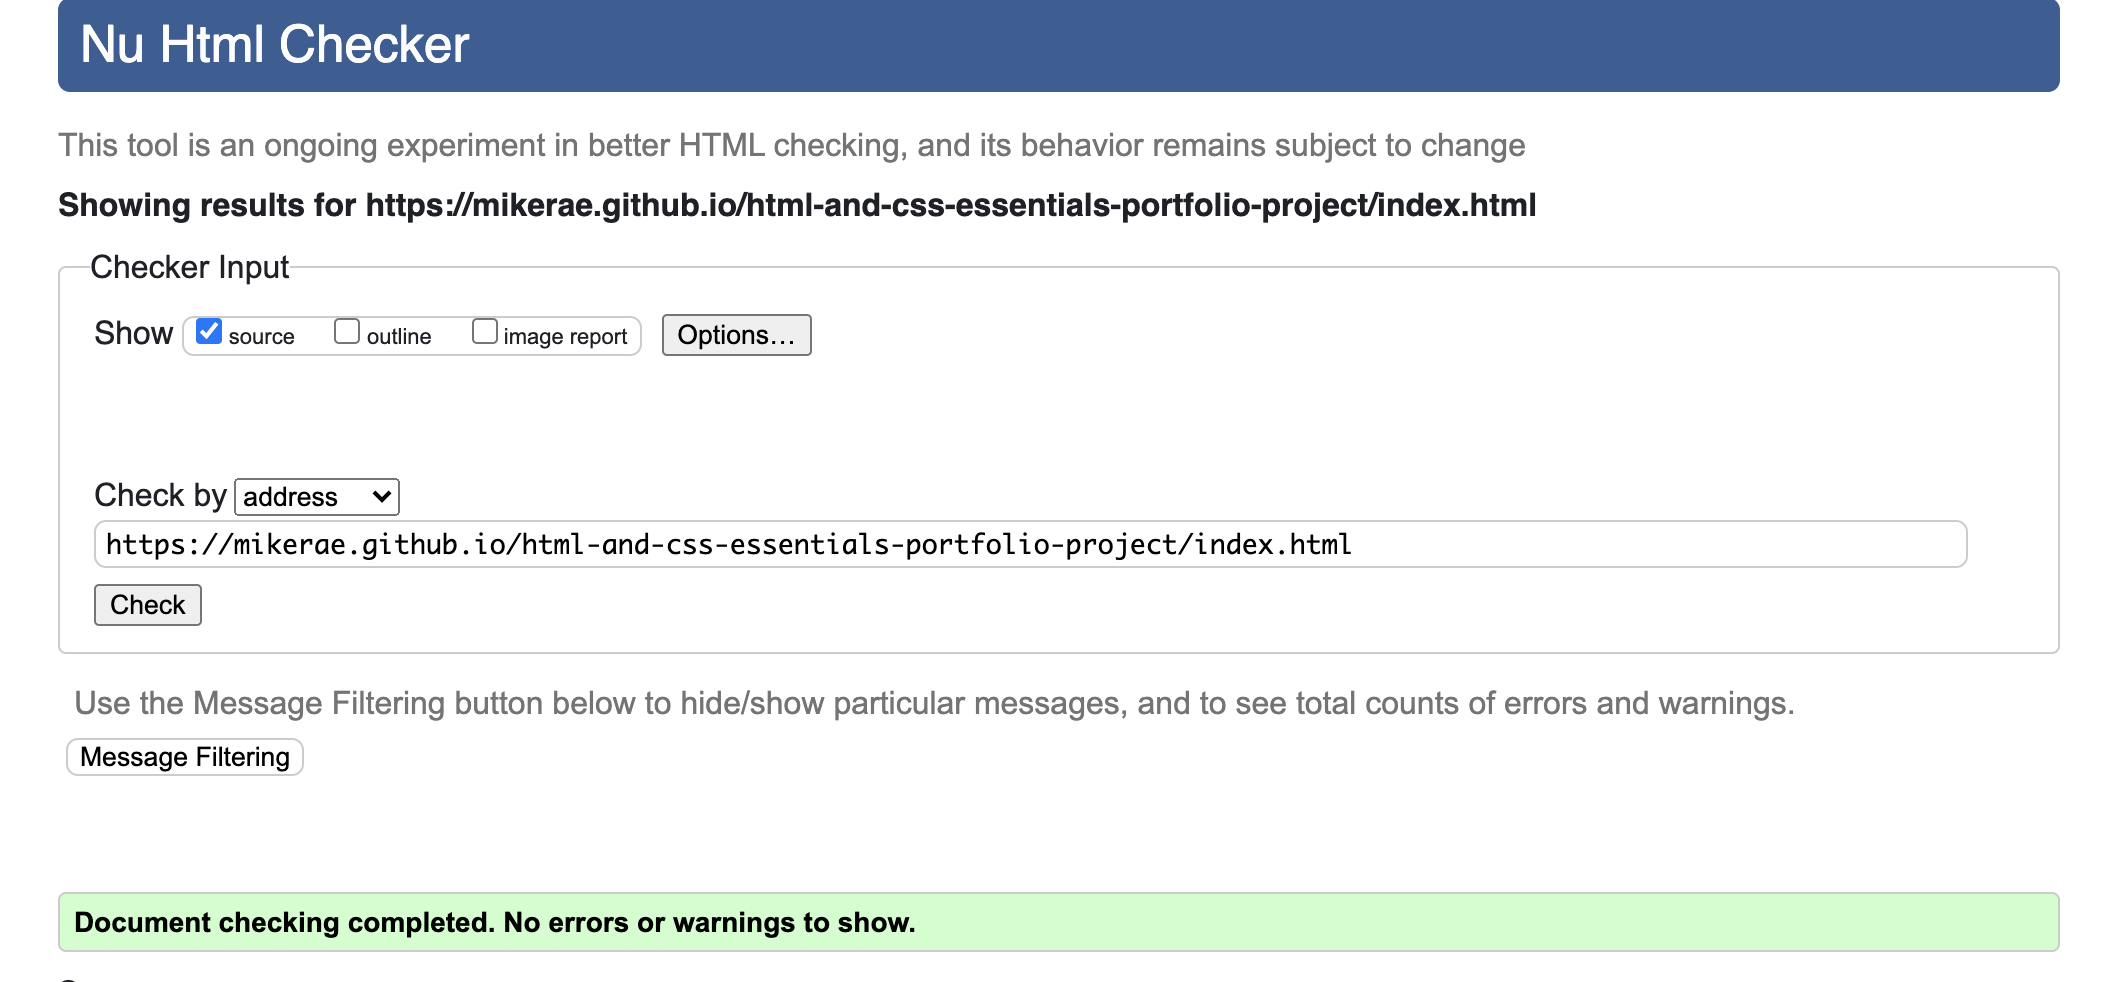 Nu Html Checker
This tool is an ongoing experiment in better HTML checking, and its behavior remains subject to change
Showing results for https://mikerae.github.io/html-and-css-essentials-portfolio-project/index.html
Checker Input
Show source outline image report Options...
Check by address
https://mikerae.github.io/html-and-css-essentials-portfolio-project/index.html
Check
Use the Message Filtering button below to hide/show particular messages, and to see total counts of errors and warnings.
Message Filtering
Document checking completed. No errors or warnings to show.